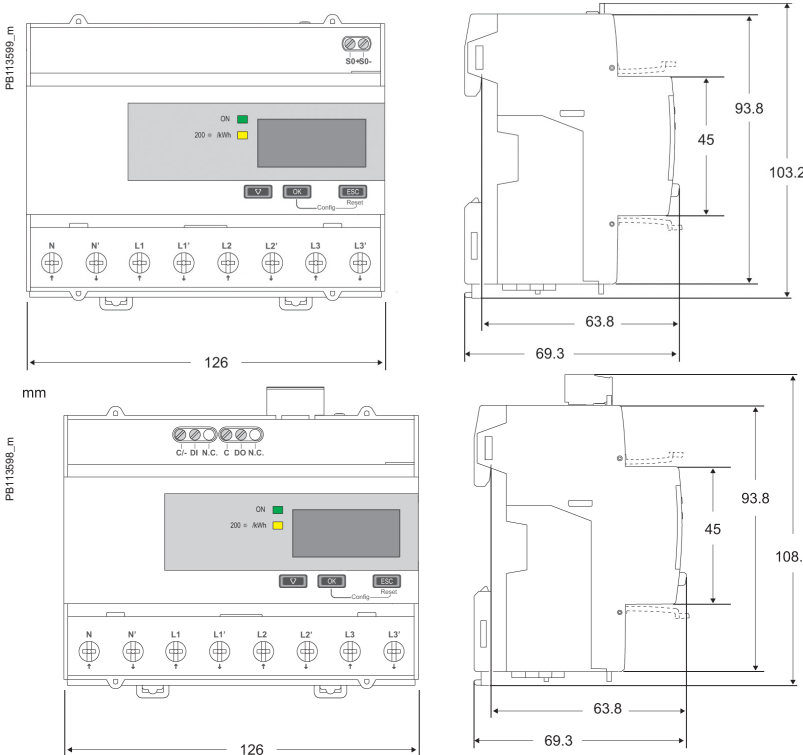 PB113599_m
S0+S0-
ON
200 /kWh
OK
ESC
Config
Reset
N N' L1 L1' L2 L2' L3 L3'
126
93.8
45
103.2
63.8
69.3
mm
PB113598_m
C/- DI N.C. C DO N.C.
ON
200 /kWh
OK
ESC
Config
Reset
N N' L1 L1' L2 L2' L3 L3'
126
93.8
45
108.
63.8
69.3